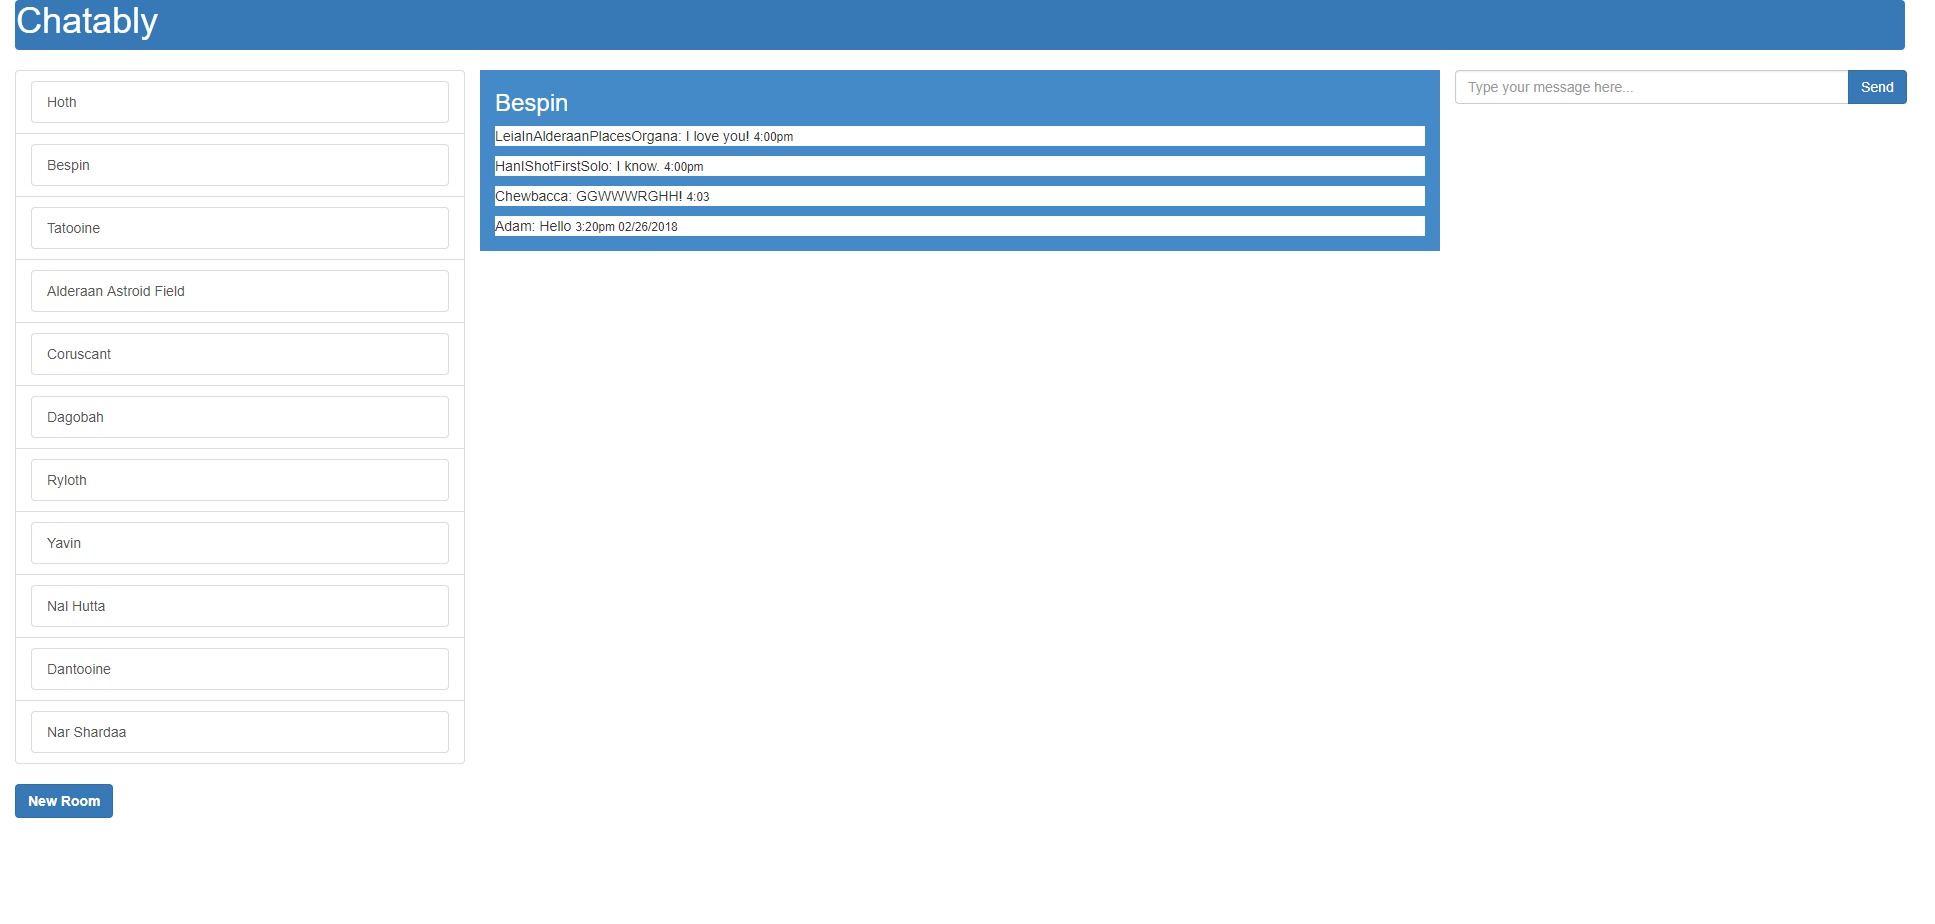 Chatably
Hoth
Bespin
Tatooine
Alderaan Astroid Field
Coruscant
Dagobah
Ryloth
Yavin
Nal Hutta
Dantooine
Nar Shardaa
New Room
Bespin
LeiaInAlderaanPlacesOrgana: I love you! 4:00pm
HanIShotFirstSolo: I know. 4:00pm
Chewbacca: GGWWWRGHH! 4:03
Adam: Hello 3:20pm 02/26/2018
Type your message here...
Send